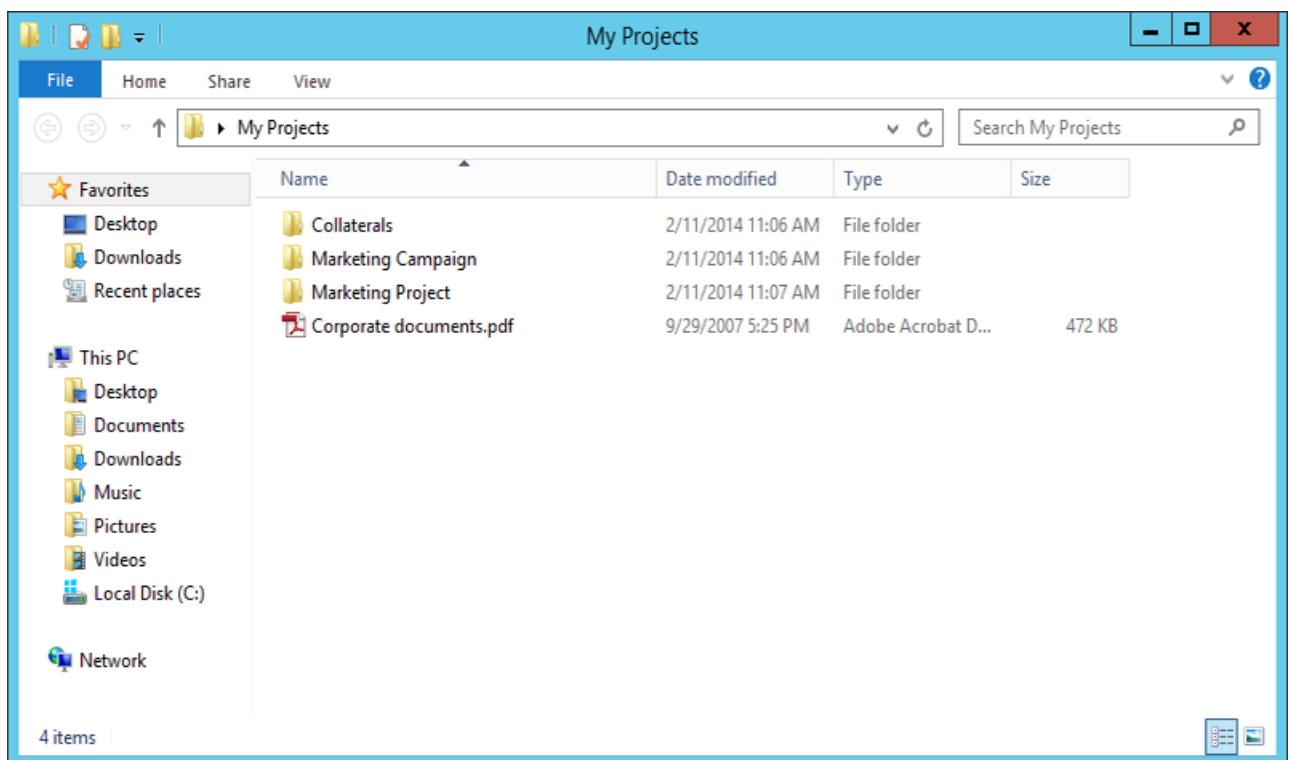 My Projects
File Home Share View
My Projects Search My Projects
Name Date modified Type Size
Favorites
Desktop
Downloads
Recent places
This PC
Desktop
Documents
Downloads
Music
Pictures
Videos
Local Disk (C:)
Network
Collaterals 2/11/2014 11:06 AM File folder
Marketing Campaign 2/11/2014 11:06 AM File folder
Marketing Project 2/11/2014 11:07 AM File folder
Corporate documents.pdf 9/29/2007 5:25 PM Adobe Acrobat D... 472 KB
4 items